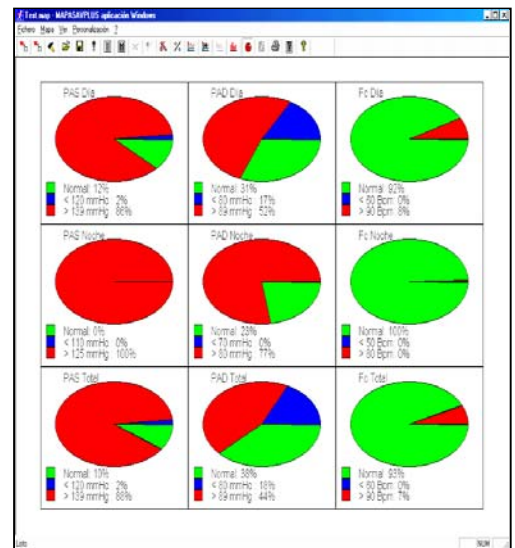 Test.map - MAPASAVPLUS aplicación Windows
Fichero Mapa Ver Personalización ?
PAS Dia
Normal: 12%
< 120 mmHg: 2%
> 139 mmHg: 86%
PAD Dia
Normal: 31%
< 80 mmHg: 17%
> 89 mmHg: 52%
Fc Dia
Normal: 92%
< 60 Bpm: 0%
> 90 Bpm: 8%
PAS Noche
Normal: 0%
< 110 mmHg: 0%
> 125 mmHg: 100%
PAD Noche
Normal: 23%
< 70 mmHg: 0%
> 80 mmHg: 77%
Fc Noche
Normal: 100%
< 50 Bpm: 0%
> 80 Bpm: 0%
PAS Total
Normal: 10%
< 120 mmHg: 2%
> 139 mmHg: 88%
PAD Total
Normal: 38%
< 80 mmHg: 18%
> 89 mmHg: 44%
Fc Total
Normal: 93%
< 60 Bpm: 0%
> 90 Bpm: 7%
Listo
NUM